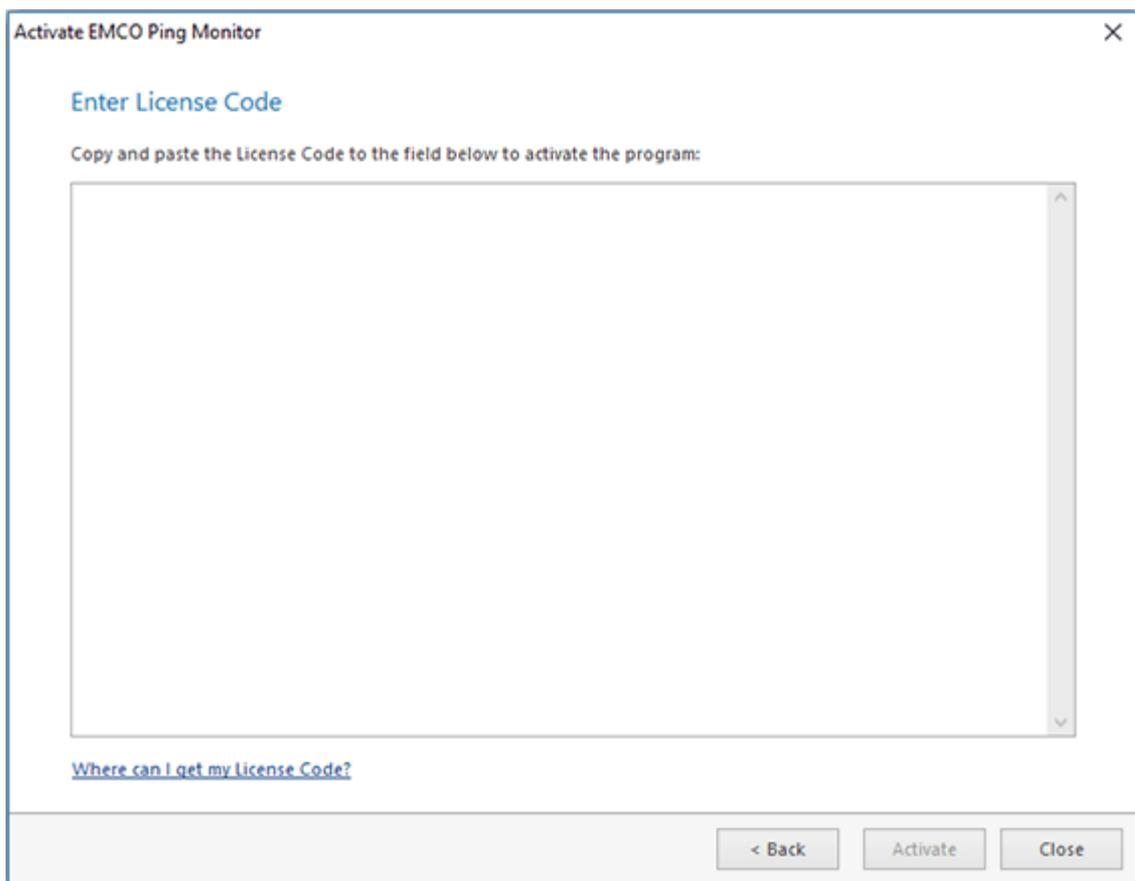 Activate EMCO Ping Monitor
Enter License Code
Copy and paste the License Code to the field below to activate the program:
Where can I get my License Code?
< Back
Activate
Close